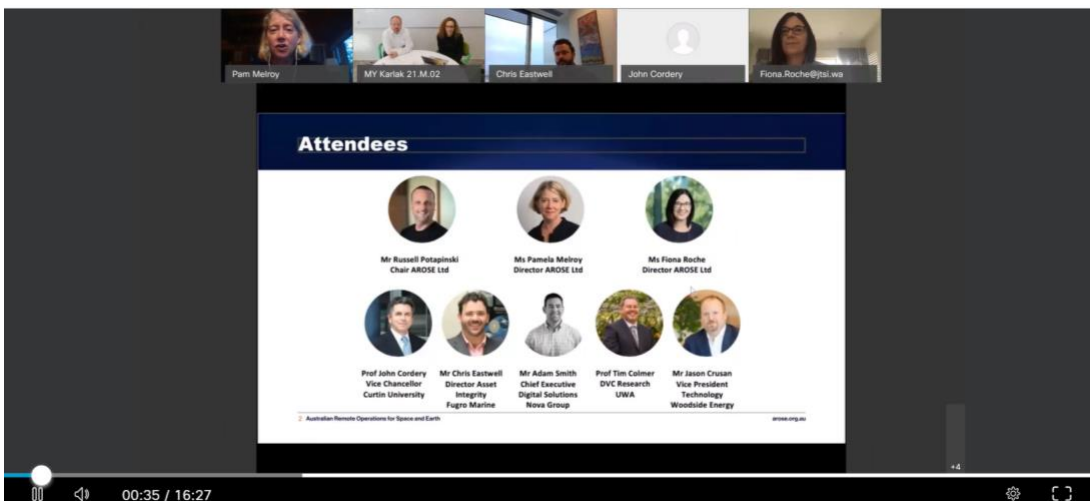 Pam Melroy
MY Karlak 21.M.02
Chris Eastwell
John Cordery
Fiona.Roche@jtsi.wa
Attendees
Mr Russell Potapinski
Chair AROSE Ltd
Ms Pamela Melroy
Director AROSE Ltd
Ms Fiona Roche
Director AROSE Ltd
Prof John Cordery
Vice Chancellor
Curtin University
Mr Chris Eastwell
Director Asset
Integrity
Fugro Marine
Mr Adam Smith
Chief Executive
Digital Solutions
Nova Group
Prof Tim Colmer
DVC Research
UWA
Mr Jason Crusan
Vice President
Technology
Woodside Energy
2 Australian Remote Operations for Space and Earth
arose.org.au
+4
00:35 / 16:27